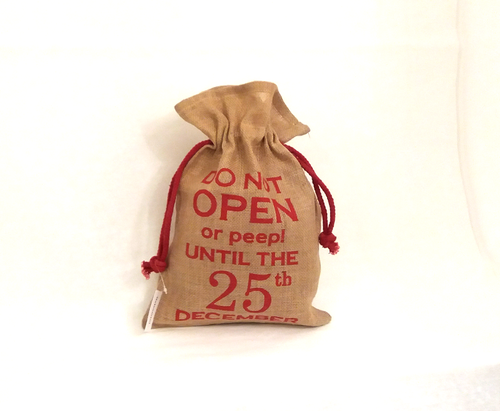 DO NOT
OPEN
or peep!
UNTIL THE
25th
DECEMBER